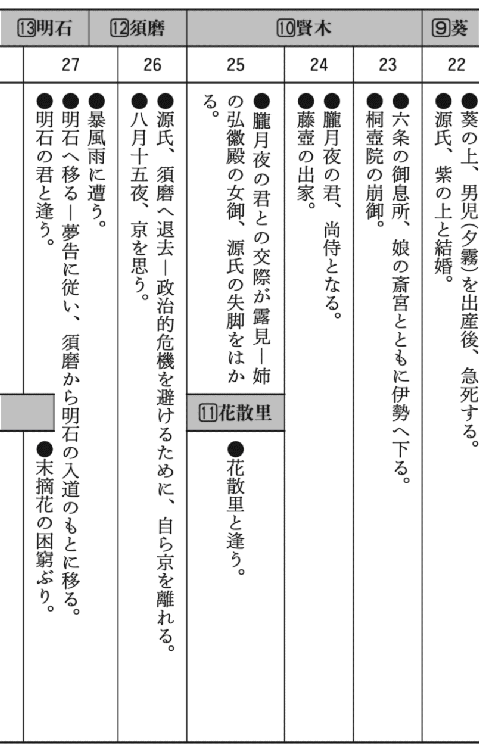 ⑨葵
22
●葵の上、男児(夕霧)を出産後、急死する。
●源氏、紫の上と結婚。
⑩賢木
23
●六条の御息所、娘の斎宮とともに伊勢へ下る。
●桐壺院の崩御。
24
●朧月夜の君、尚侍となる。
●藤壺の出家。
25
●朧月夜の君との交際が露見―姉
の弘徽殿の女御、源氏の失脚をはか
る。
⑪花散里
●花散里と逢う。
⑫須磨
26
●源氏、須磨へ退去―政治的危機を避けるために、自ら京を離れる。
●八月十五夜、京を思う。
⑬明石
27
●暴風雨に遭う。
●明石へ移る―夢告に従い、須磨から明石の入道のもとに移る。
●明石の君と逢う。
●末摘花の困窮ぶり。